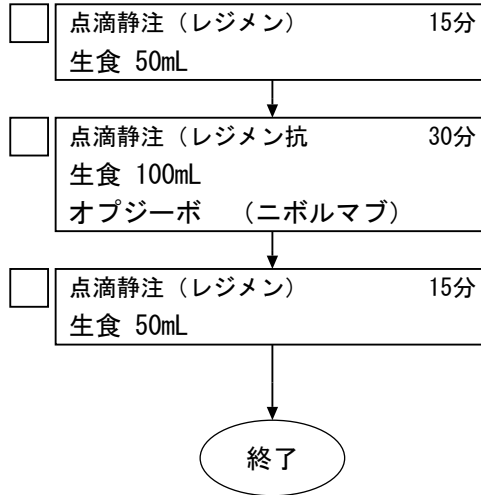 点滴静注（レジメン） 15分
生食 50mL
点滴静注（レジメン抗 30分
生食 100mL
オプジーボ （ニボルマブ）
点滴静注（レジメン） 15分
生食 50mL
終了